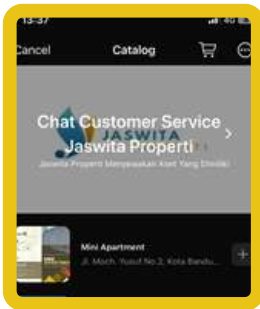 13:37
40
Cancel
Catalog
Chat Customer Service
Jaswita Properti
JASWITA
Jaswita Properti Menyewakan Aset Yang Dimiliki
Mini Apartment
Jl. Moch. Yusuf No.2, Kota Bandu...